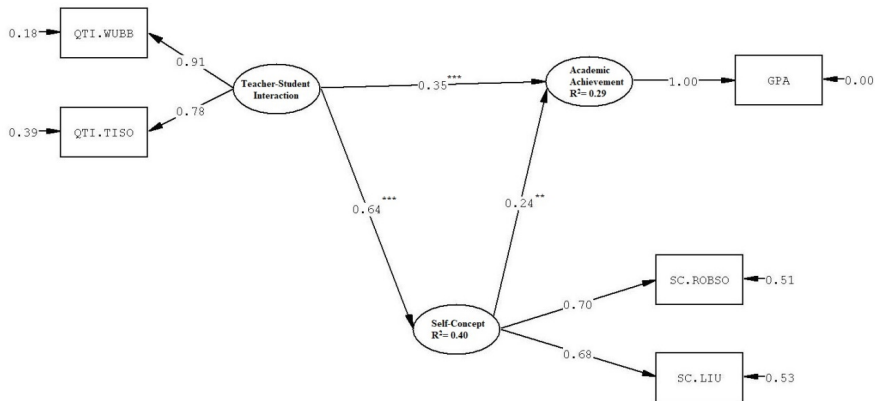 0.18
QTI.WUBB
0.91
Teacher-Student
Interaction
0.35***
Academic
Achievement
R²= 0.29
1.00
GPA
0.00
0.39
QTI.TISO
0.78
0.64***
0.24**
Self-Concept
R²= 0.40
0.70
SC.ROBSO
0.51
0.68
SC.LIU
0.53